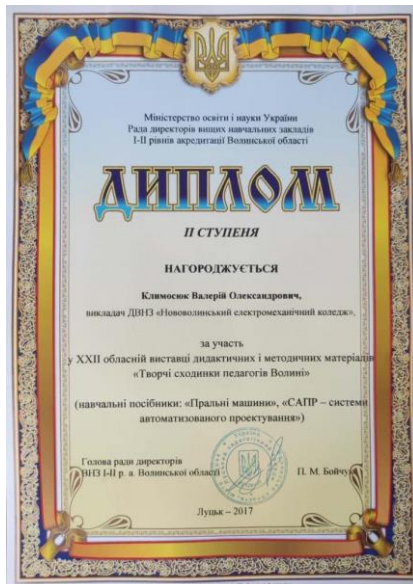 Міністерство освіти і науки України
Рада директорів вищих навчальних закладів
І-ІІ рівнів акредитації Волинської області
ДИПЛОМ
ІІ СТУПЕНЯ
НАГОРОДЖУЄТЬСЯ
Климосюк Валерій Олександрович,
викладач ДВНЗ «Нововолинський електромеханічний коледж»,
за участь
у ХХІІ обласній виставці дидактичних і методичних матеріалів
«Творчі сходинки педагогів Волині»
(навчальні посібники: «Пральні машини», «САПР – системи
автоматизованого проектування»)
Голова ради директорів
ВНЗ І-ІІ р. а. Волинської області П. М. Бойчук
Луцьк – 2017